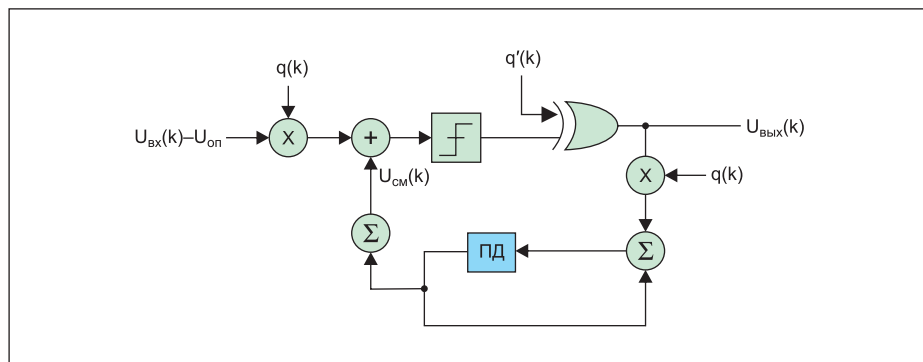 q(k)
q'(k)
Uвх(k)–Uоп
X
+
Uвых(k)
Uсм(k)
X
q(k)
Σ
ПД
Σ